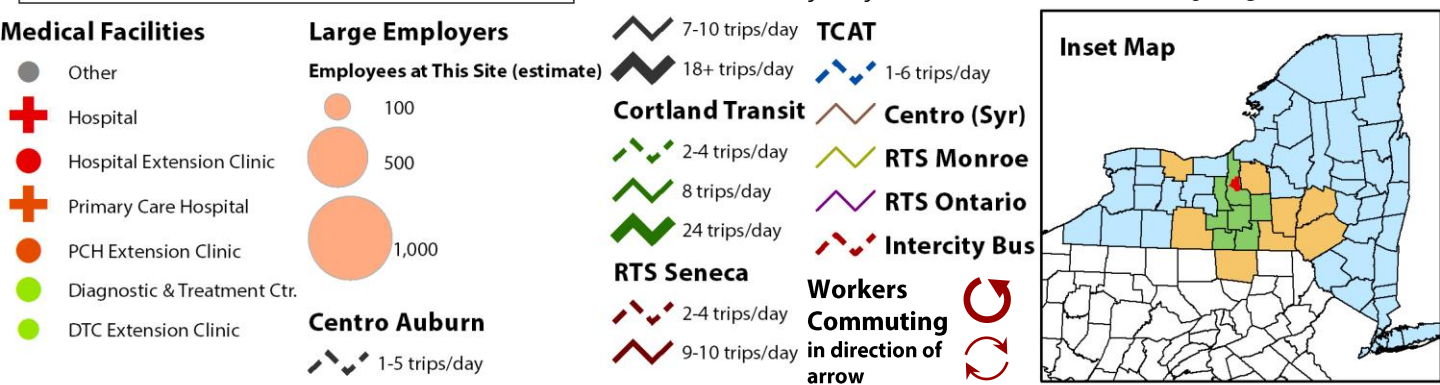 Medical Facilities
Other
Hospital
Hospital Extension Clinic
Primary Care Hospital
PCH Extension Clinic
Diagnostic & Treatment Ctr.
DTC Extension Clinic
Large Employers
Employees at This Site (estimate)
100
500
1,000
Centro Auburn
1-5 trips/day
7-10 trips/day
18+ trips/day
Cortland Transit
2-4 trips/day
8 trips/day
24 trips/day
RTS Seneca
2-4 trips/day
9-10 trips/day
TCAT
1-6 trips/day
Centro (Syr)
RTS Monroe
RTS Ontario
Intercity Bus
Workers
Commuting
in direction of
arrow
Inset Map